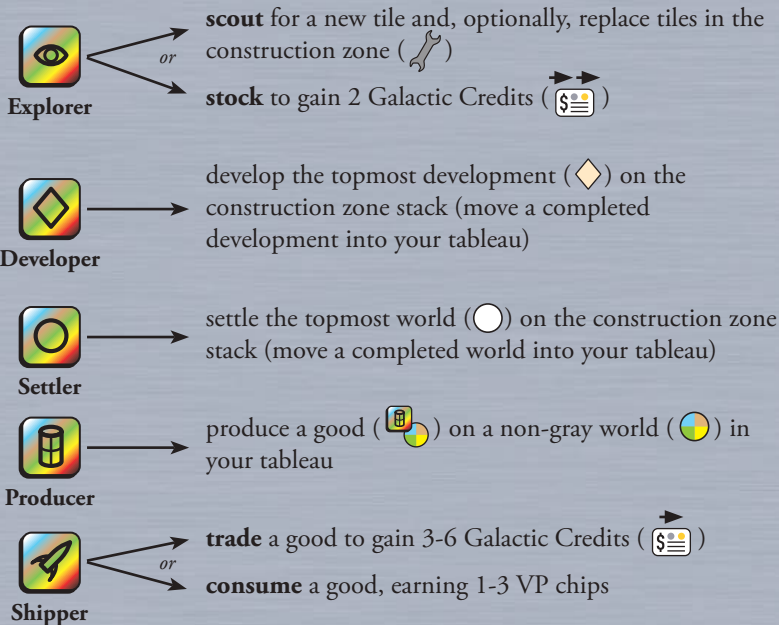 scout for a new tile and, optionally, replace tiles in the
or
construction zone ( )
Explorer
stock to gain 2 Galactic Credits ( $ )
develop the topmost development ( ) on the
construction zone stack (move a completed
development into your tableau)
Developer
settle the topmost world ( ) on the construction zone
stack (move a completed world into your tableau)
Settler
produce a good ( ) on a non-gray world ( ) in
your tableau
Producer
trade a good to gain 3-6 Galactic Credits ( $ )
or
consume a good, earning 1-3 VP chips
Shipper